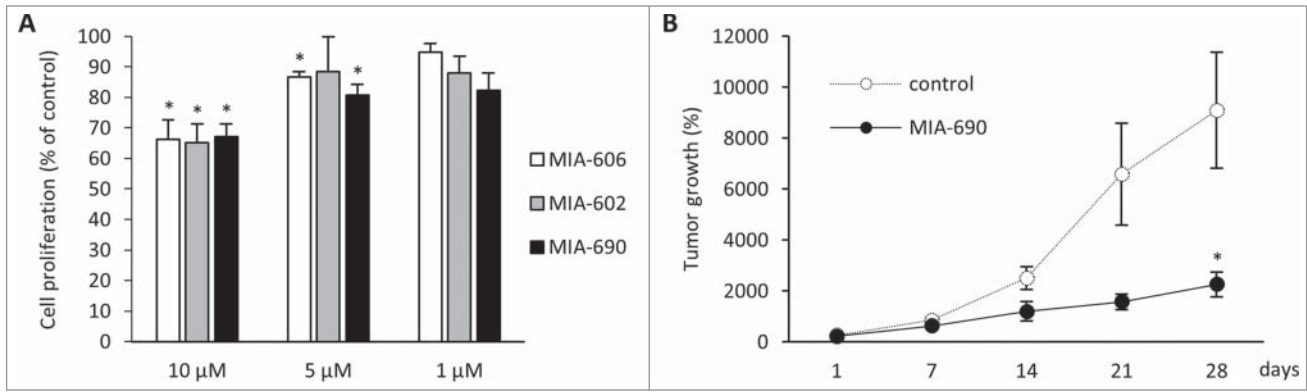 A
Cell proliferation (% of control)
100
90
80
70
60
50
40
30
20
10
0
* * *
* *
10 µM 5 µM 1 µM
MIA-606
MIA-602
MIA-690
B
Tumor growth (%)
12000
10000
8000
6000
4000
2000
0
control
MIA-690
*
1 7 14 21 28 days